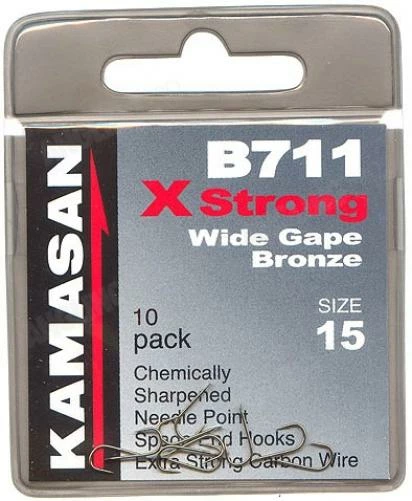 KAMASAN
B711
X Strong
Wide Gape
Bronze
SIZE
15
10
pack
Chemically
Sharpened
Needle Point
Spade End Hooks
Extra Strong Carbon Wire